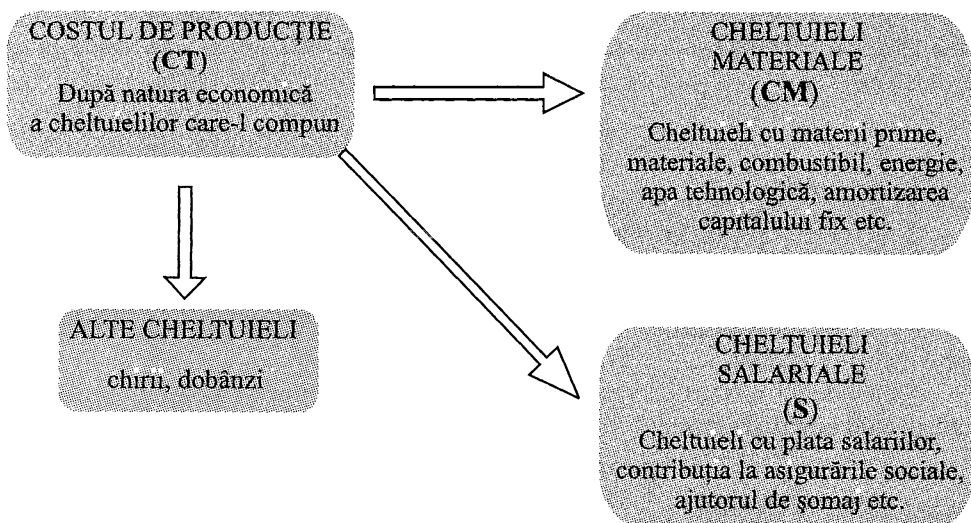 COSTUL DE PRODUCȚIE
(CT)
După natura economică
a cheltuielilor care-l compun
CHELTUIELI
MATERIALE
(CM)
Cheltuieli cu materii prime,
materiale, combustibil, energie,
apa tehnologică, amortizarea
capitalului fix etc.
ALTE CHELTUIELI
chirii, dobânzi
CHELTUIELI
SALARIALE
(S)
Cheltuieli cu plata salariilor,
contribuția la asigurările sociale,
ajutorul de șomaj etc.